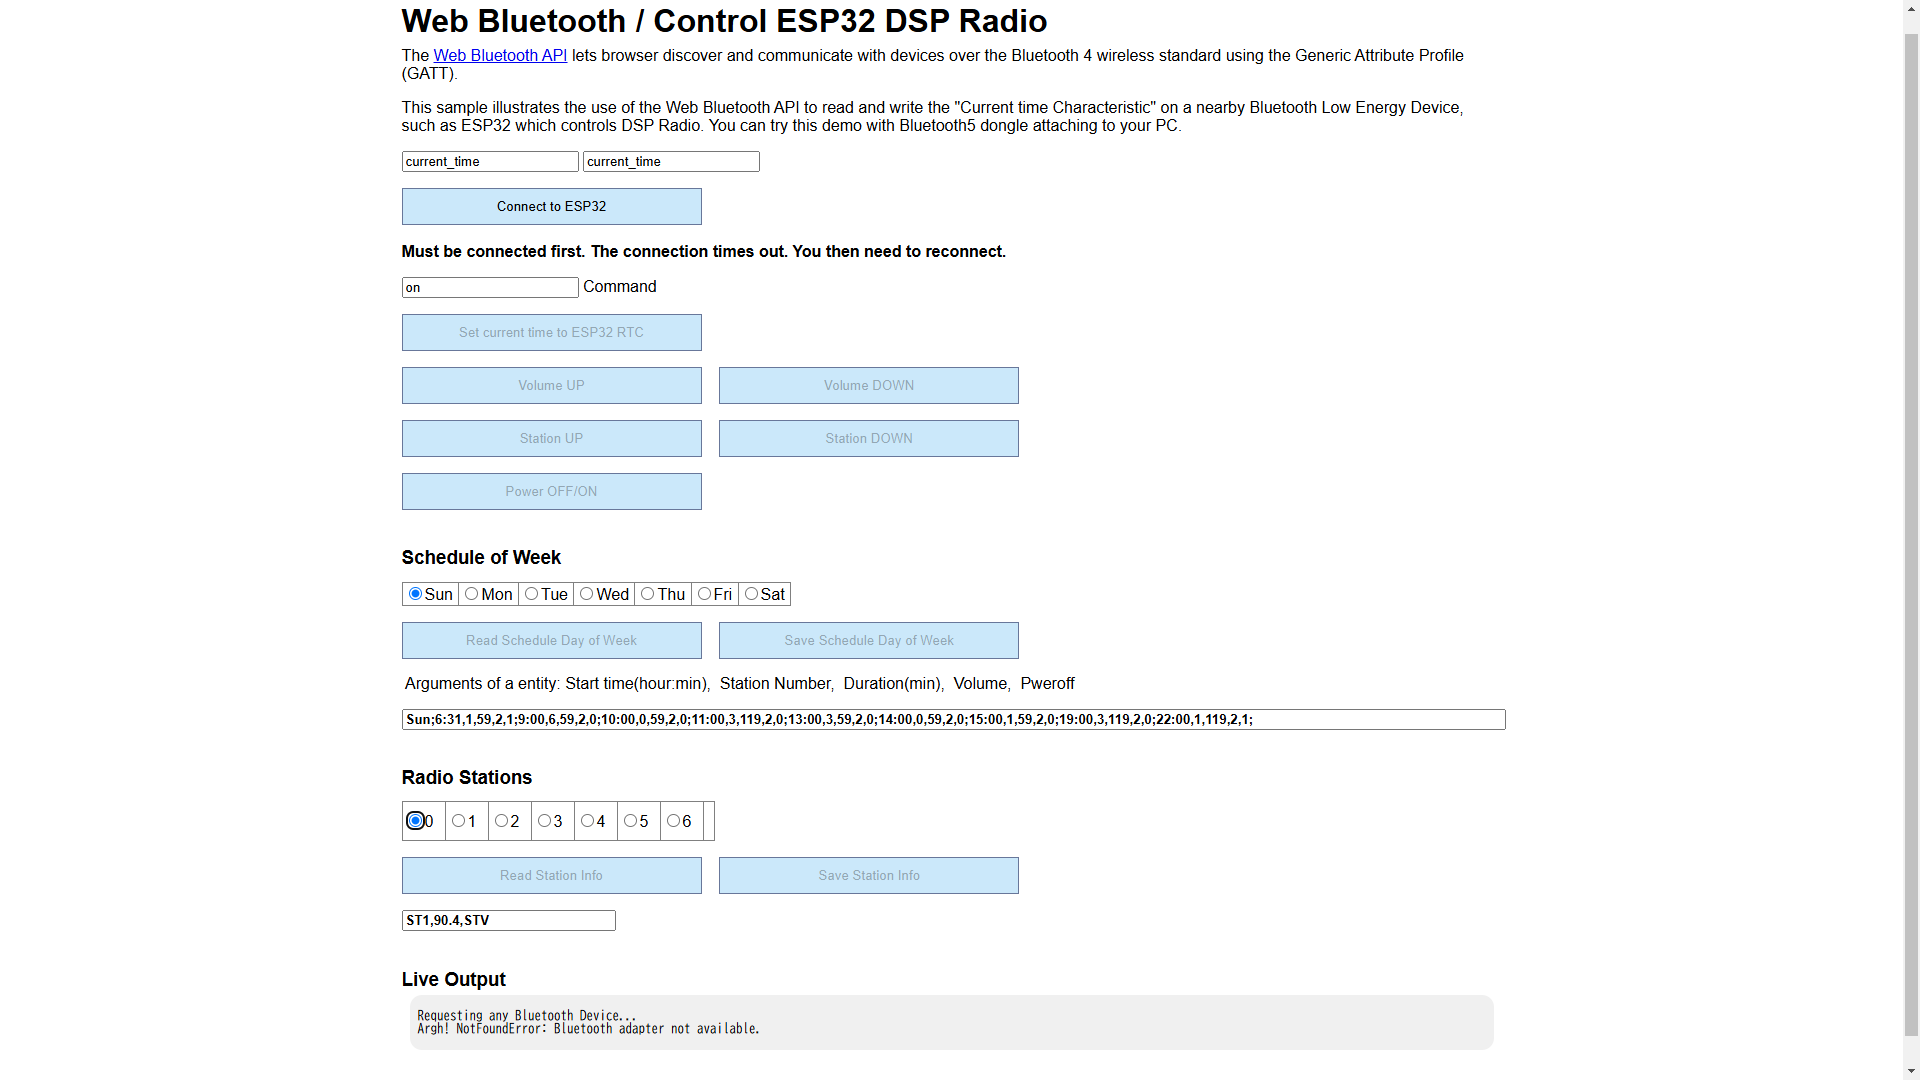 Web Bluetooth / Control ESP32 DSP Radio
The Web Bluetooth API lets browser discover and communicate with devices over the Bluetooth 4 wireless standard using the Generic Attribute Profile
(GATT).
This sample illustrates the use of the Web Bluetooth API to read and write the "Current time Characteristic" on a nearby Bluetooth Low Energy Device,
such as ESP32 which controls DSP Radio. You can try this demo with Bluetooth5 dongle attaching to your PC.
current_time current_time
Connect to ESP32
Must be connected first. The connection times out. You then need to reconnect.
on Command
Set current time to ESP32 RTC
Volume UP Volume DOWN
Station UP Station DOWN
Power OFF/ON
Schedule of Week
Sun Mon Tue Wed Thu Fri Sat
Read Schedule Day of Week Save Schedule Day of Week
Arguments of a entity: Start time(hour:min), Station Number, Duration(min), Volume, Pweroff
Sun;6:31,1,59,2,1;9:00,6,59,2,0;10:00,0,59,2,0;11:00,3,119,2,0;13:00,3,59,2,0;14:00,0,59,2,0;15:00,1,59,2,0;19:00,3,119,2,0;22:00,1,119,2,1;
Radio Stations
0 1 2 3 4 5 6
Read Station Info Save Station Info
ST1,90.4,STV
Live Output
Requesting any Bluetooth Device...
Argh! NotFoundError: Bluetooth adapter not available.